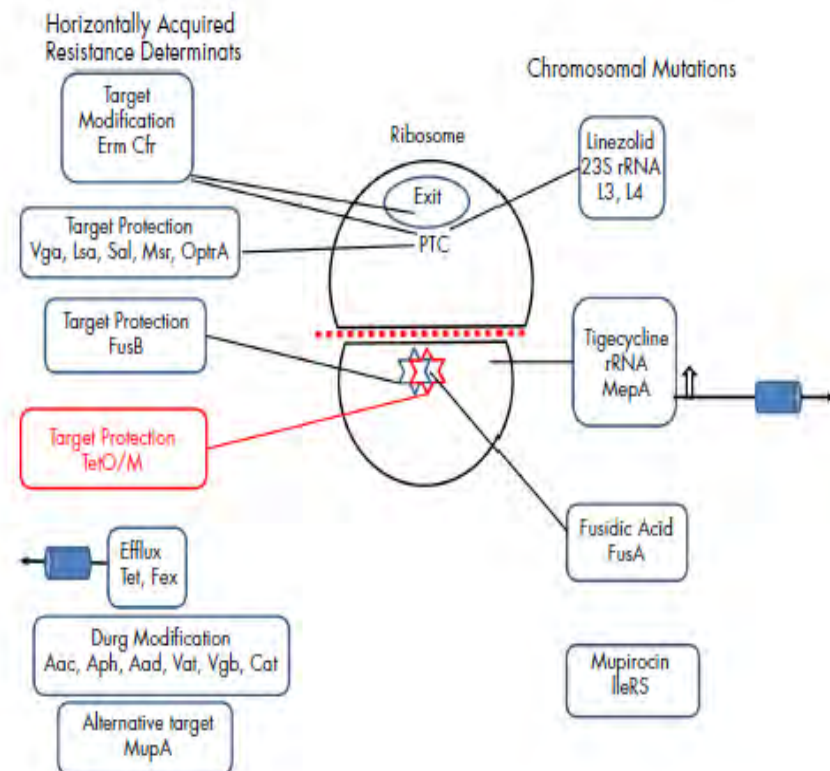 Horizontally Acquired
Resistance Determinats
Target
Modification
Erm Cfr
Target Protection
Vga, Lsa, Sal, Msr, OptrA
Target Protection
FusB
Target Protection
TetO/M
Efflux
Tet, Fex
Durg Modification
Aac, Aph, Aad, Vat, Vgb, Cat
Alternative target
MupA
Ribosome
Exit
PTC
Chromosomal Mutations
Linezolid
23S rRNA
L3, L4
Tigecycline
rRNA
MepA
Fusidic Acid
FusA
Mupirocin
IleRS